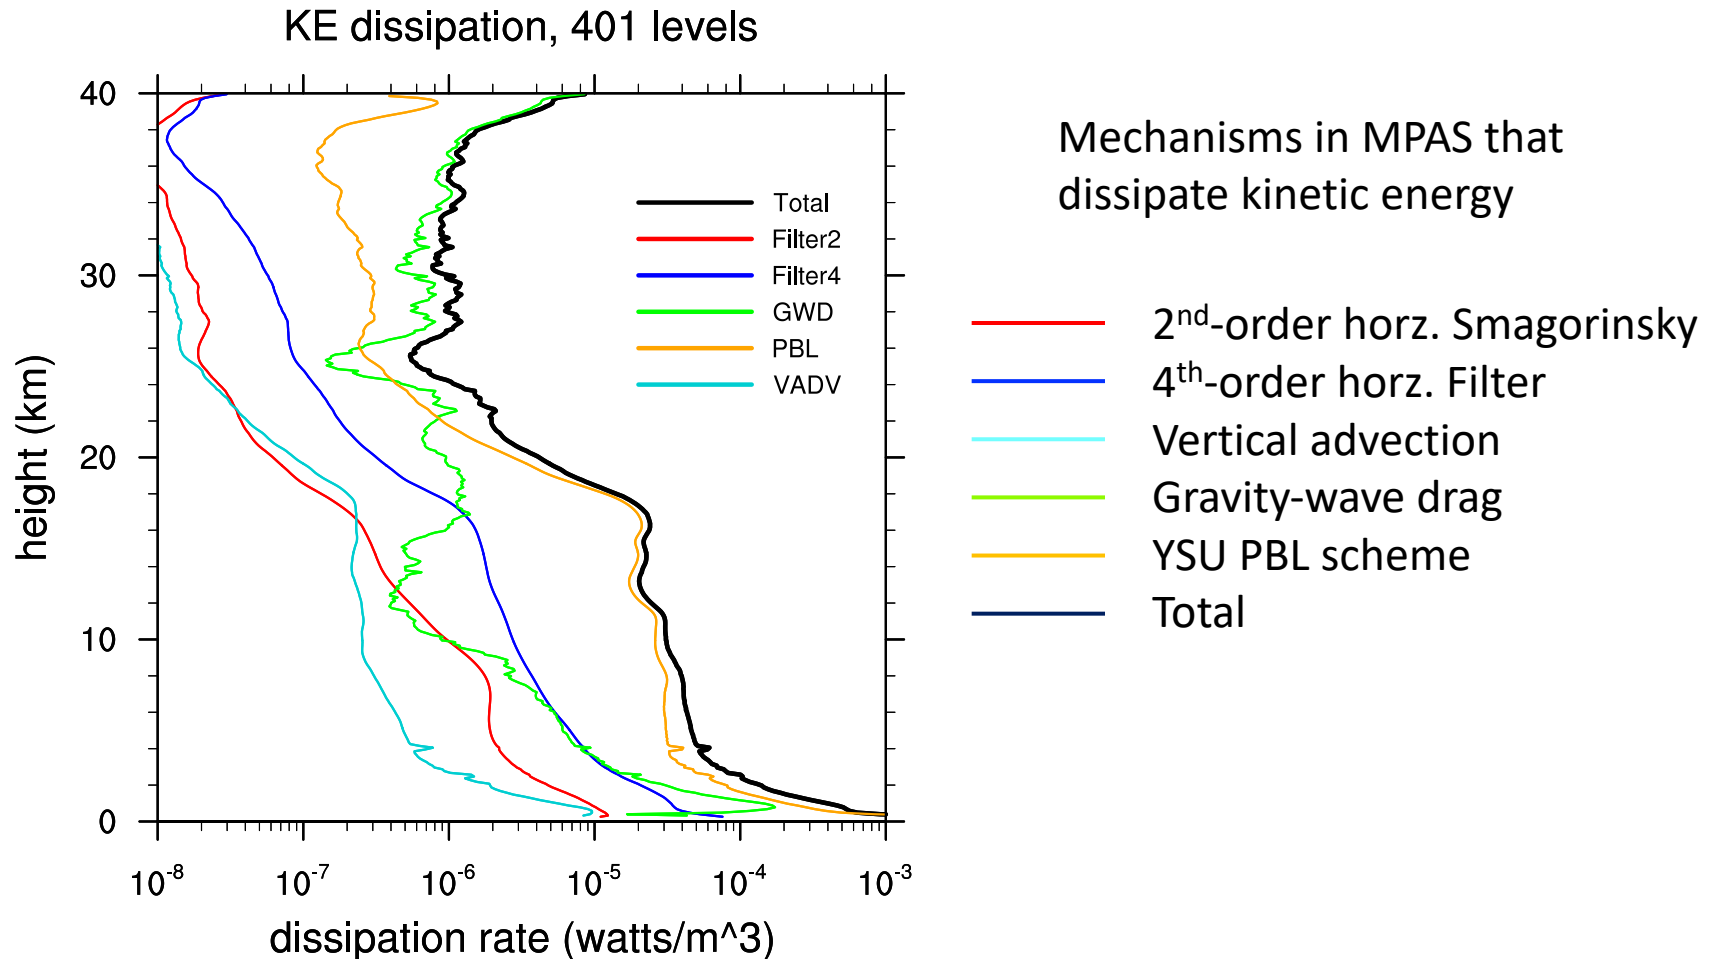 KE dissipation, 401 levels
40
30
20
10
0
height (km)
10-8
10-7
10-6
10-5
10-4
10-3
dissipation rate (watts/m^3)
Total
Filter2
Filter4
GWD
PBL
VADV
Mechanisms in MPAS that
dissipate kinetic energy
2nd-order horz. Smagorinsky
4th-order horz. Filter
Vertical advection
Gravity-wave drag
YSU PBL scheme
Total